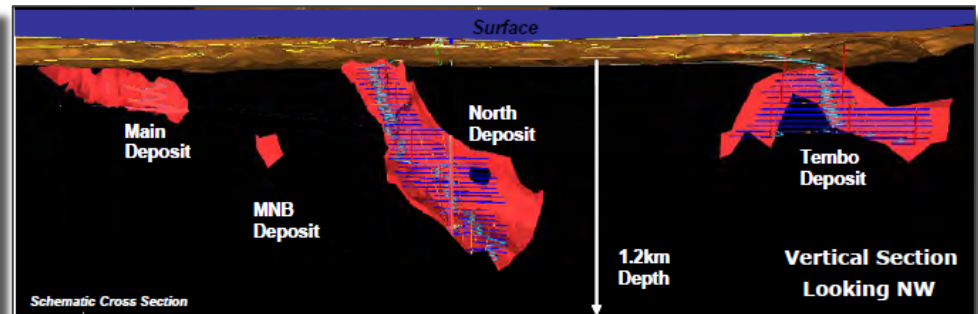 Surface
Main
Deposit
MNB
Deposit
North
Deposit
Tembo
Deposit
1.2km
Depth
Vertical Section
Looking NW
Schematic Cross Section